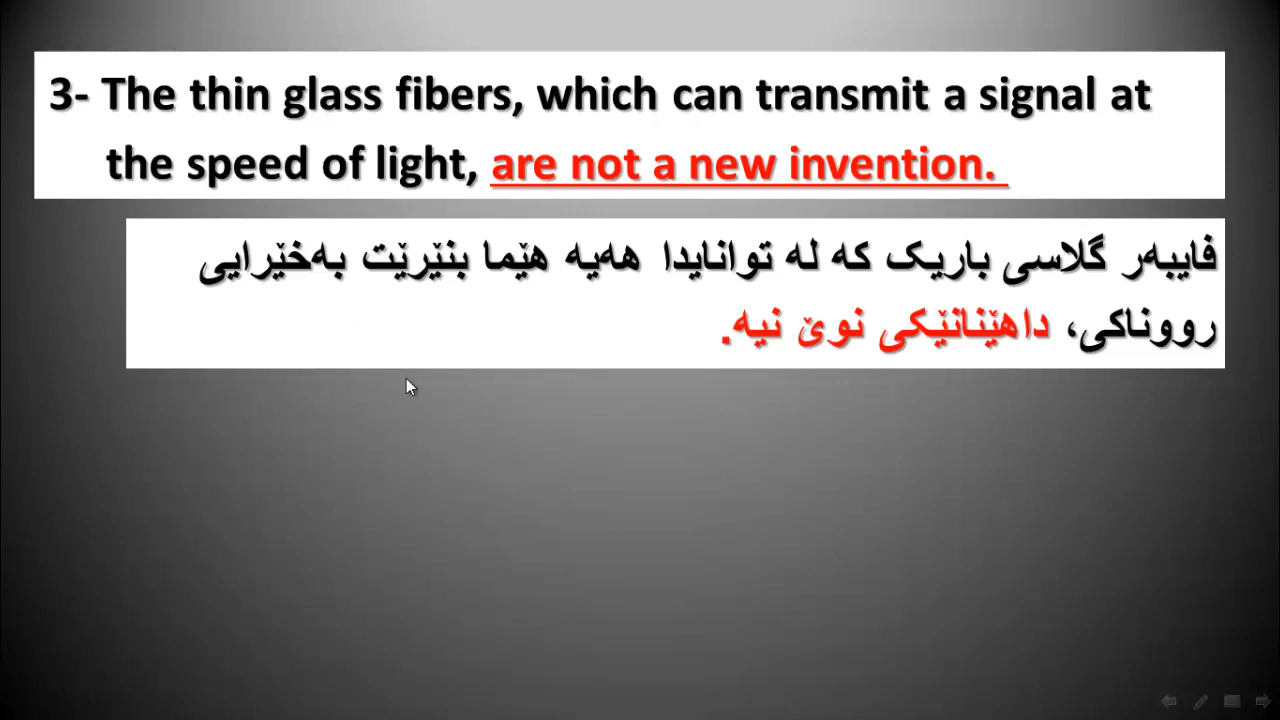 3- The thin glass fibers, which can transmit a signal at
the speed of light, are not a new invention.
فایبەر گلاسی باریک کە لە توانایدا هەیە هێما بنێرێت بەخێرایی
رووناکی، داهێنانێکی نوێ نیە.